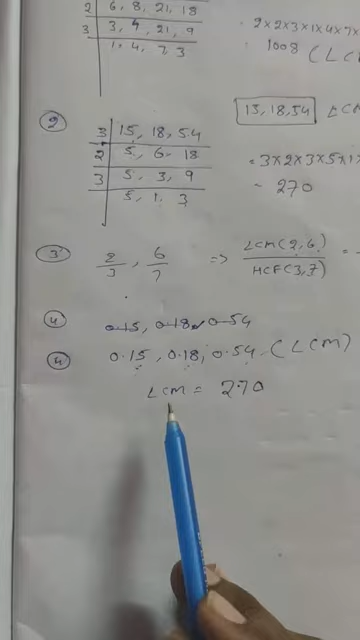 2 | 6, 8, 21, 18
3 | 3, 4, 21, 9
1, 4, 7, 3
2×2×3×1×4×7×
= 1008 (LC
②
15, 18, 54
3 | 15, 18, 54
2 | 5, 6, 18
3 | 5, 3, 9
5, 1, 3
= 3×2×3×5×1×
= 270
③ 2/3, 6/7 => LCM(2,6)/HCF(3,7) =
④ 0.15, 0.18, 0.54
④ 0.15, 0.18, 0.54 (LCM)
LCM = 2.70